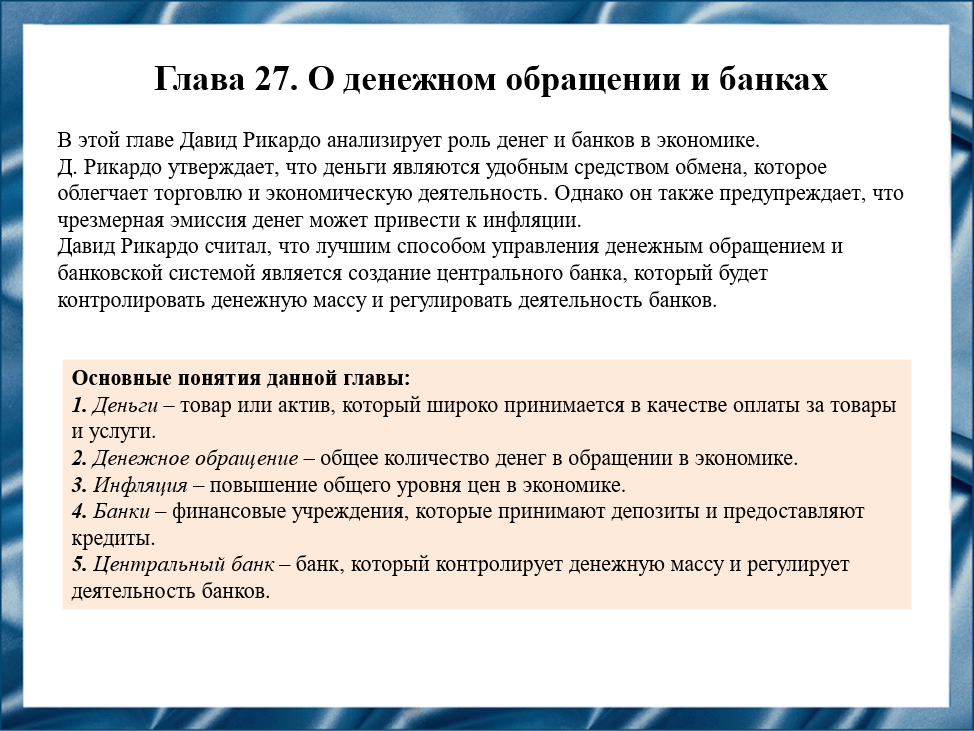 Глава 27. О денежном обращении и банках
В этой главе Давид Рикардо анализирует роль денег и банков в экономике.
Д. Рикардо утверждает, что деньги являются удобным средством обмена, которое
облегчает торговлю и экономическую деятельность. Однако он также предупреждает, что
чрезмерная эмиссия денег может привести к инфляции.
Давид Рикардо считал, что лучшим способом управления денежным обращением и
банковской системой является создание центрального банка, который будет
контролировать денежную массу и регулировать деятельность банков.
Основные понятия данной главы:
1. Деньги – товар или актив, который широко принимается в качестве оплаты за товары
и услуги.
2. Денежное обращение – общее количество денег в обращении в экономике.
3. Инфляция – повышение общего уровня цен в экономике.
4. Банки – финансовые учреждения, которые принимают депозиты и предоставляют
кредиты.
5. Центральный банк – банк, который контролирует денежную массу и регулирует
деятельность банков.